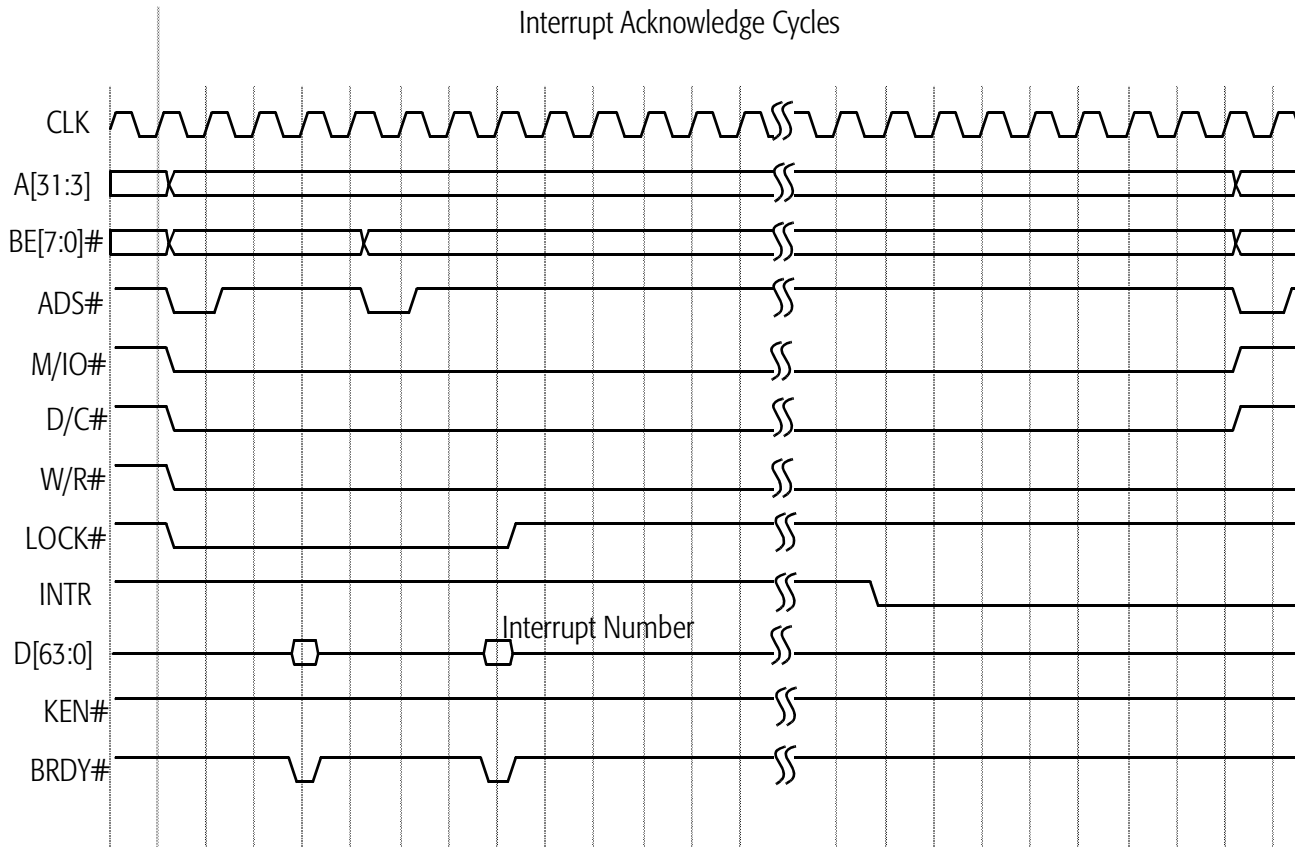 Interrupt Acknowledge Cycles
CLK
A[31:3]
BE[7:0]#
ADS#
M/IO#
D/C#
W/R#
LOCK#
INTR
Interrupt Number
D[63:0]
KEN#
BRDY#